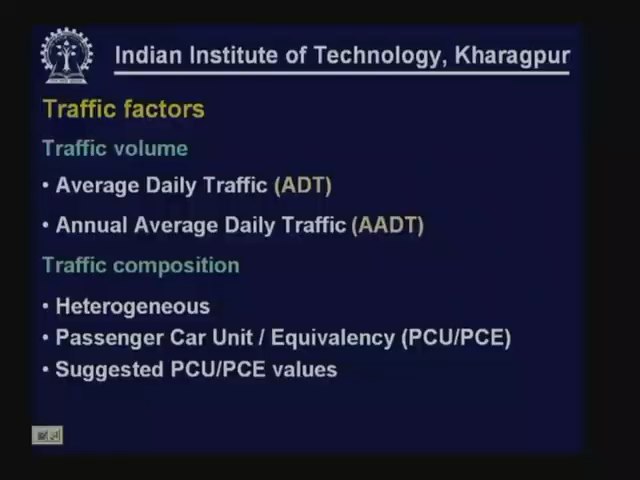 Indian Institute of Technology, Kharagpur
Traffic factors
Traffic volume
• Average Daily Traffic (ADT)
• Annual Average Daily Traffic (AADT)
Traffic composition
• Heterogeneous
• Passenger Car Unit / Equivalency (PCU/PCE)
• Suggested PCU/PCE values